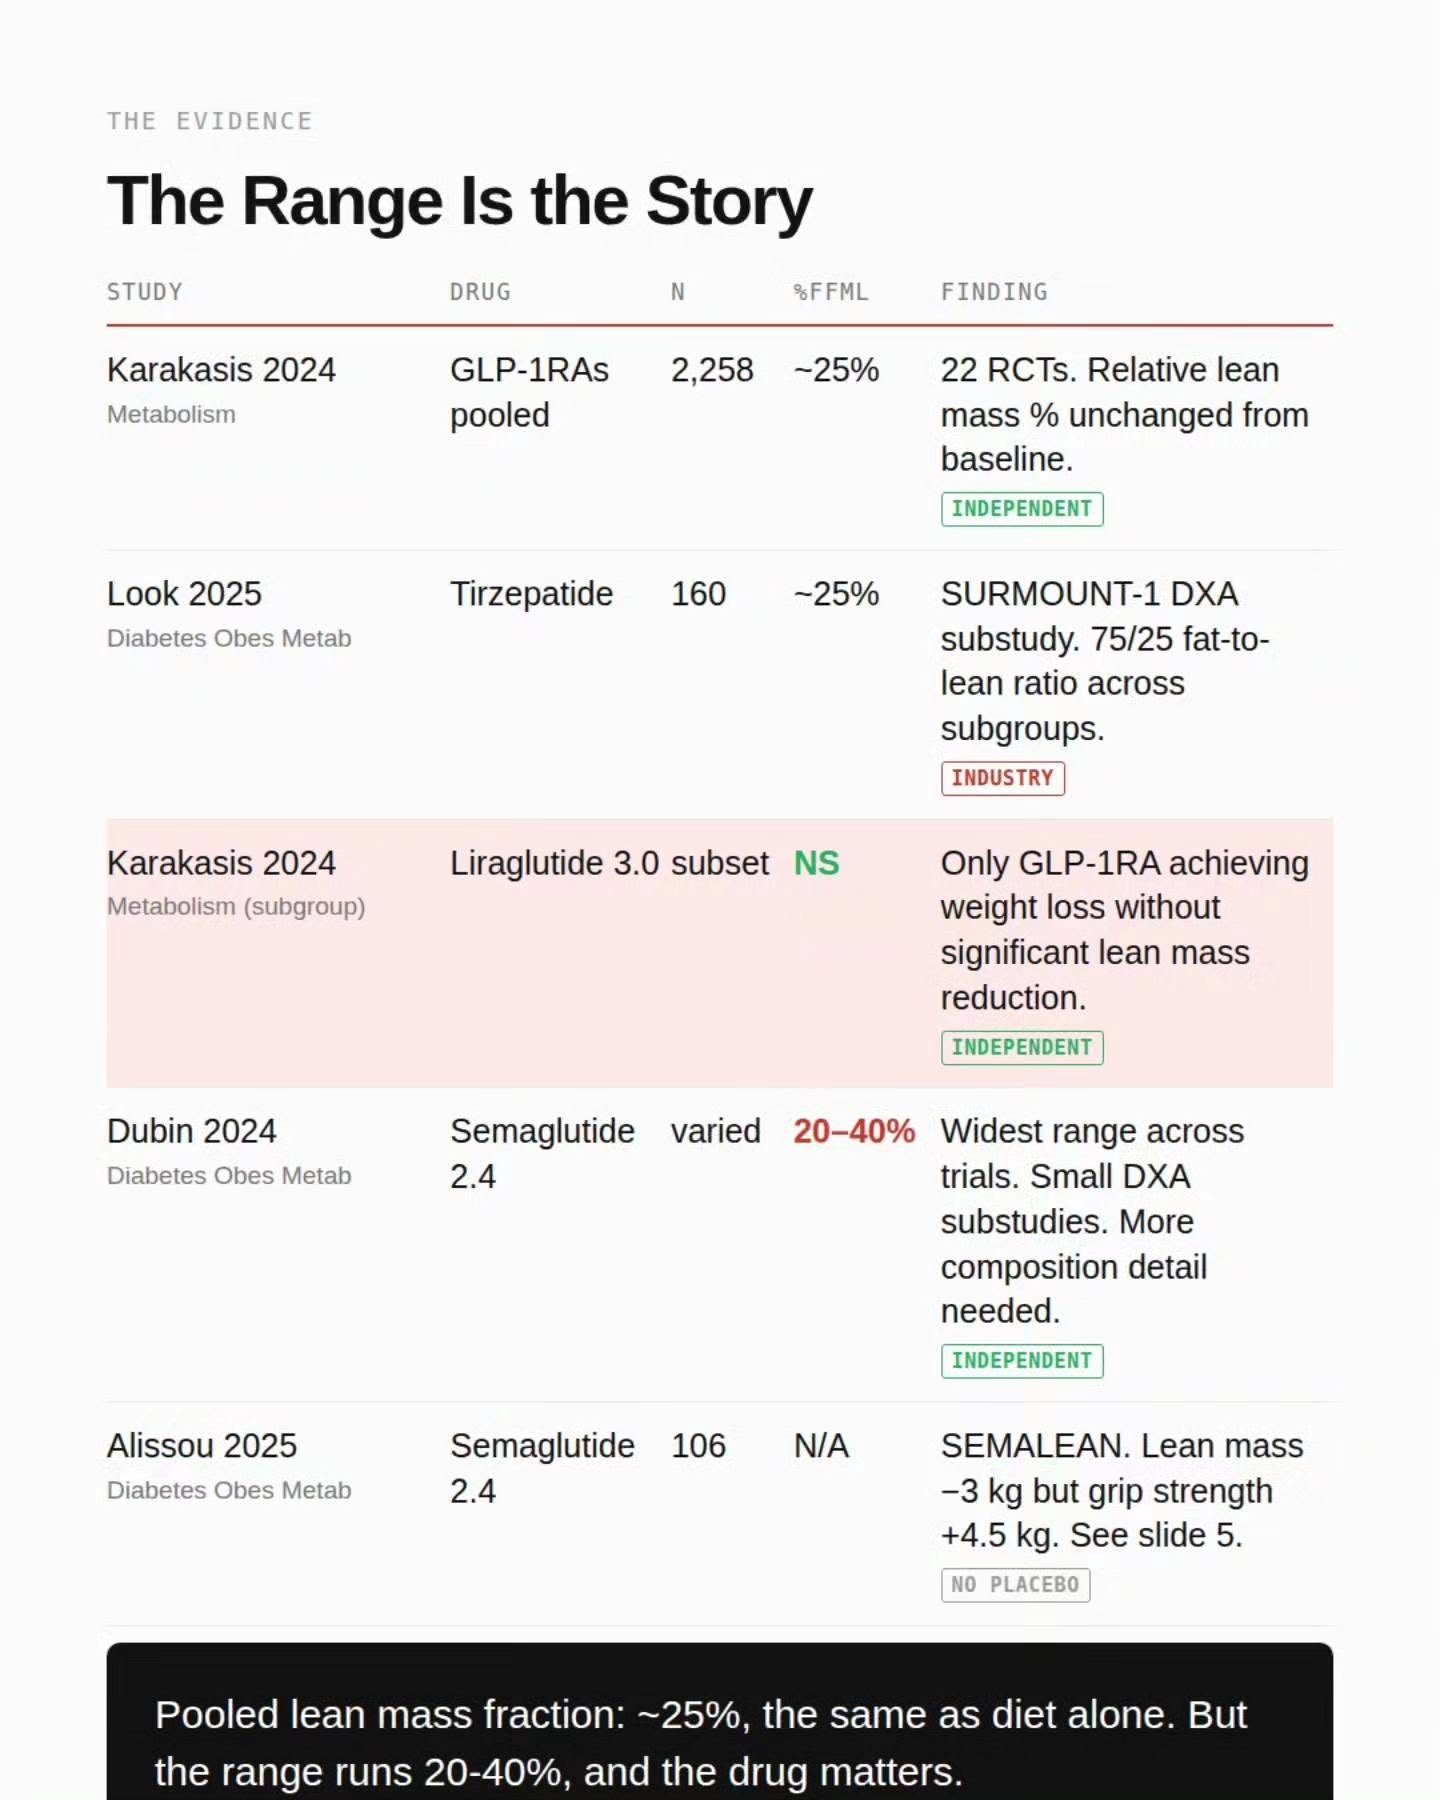 THE EVIDENCE
The Range Is the Story
STUDY DRUG N %FFML FINDING
Karakasis 2024 GLP-1RAs 2,258 ~25% 22 RCTs. Relative lean
Metabolism pooled mass % unchanged from
baseline.
INDEPENDENT
Look 2025 Tirzepatide 160 ~25% SURMOUNT-1 DXA
Diabetes Obes Metab substudy. 75/25 fat-to-
lean ratio across
subgroups.
INDUSTRY
Karakasis 2024 Liraglutide 3.0 subset NS Only GLP-1RA achieving
Metabolism (subgroup) weight loss without
significant lean mass
reduction.
INDEPENDENT
Dubin 2024 Semaglutide varied 20–40% Widest range across
Diabetes Obes Metab 2.4 trials. Small DXA
substudies. More
composition detail
needed.
INDEPENDENT
Alissou 2025 Semaglutide 106 N/A SEMALEAN. Lean mass
Diabetes Obes Metab 2.4 −3 kg but grip strength
+4.5 kg. See slide 5.
NO PLACEBO
Pooled lean mass fraction: ~25%, the same as diet alone. But
the range runs 20-40%, and the drug matters.